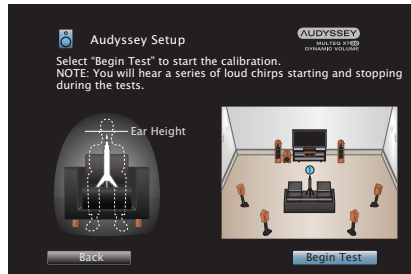 Audyssey Setup
AUDYSSEY
MULTEQ XT32
DYNAMIC VOLUME
Select “Begin Test” to start the calibration.
NOTE: You will hear a series of loud chirps starting and stopping
during the tests.
Ear Height
Back
Begin Test